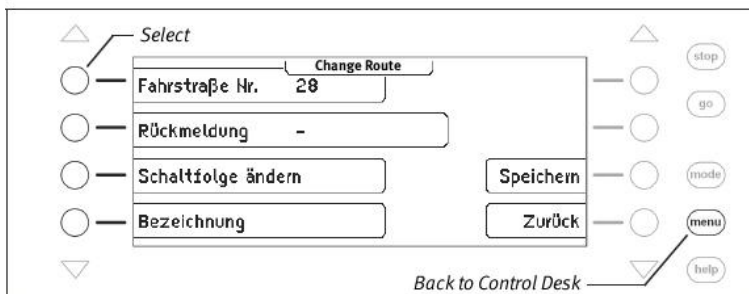 Select
Change Route
stop
Fahrstraße Nr. 28
go
Rückmeldung -
Schaltfolge ändern
Speichern
mode
Bezeichnung
Zurück
menu
Back to Control Desk
help